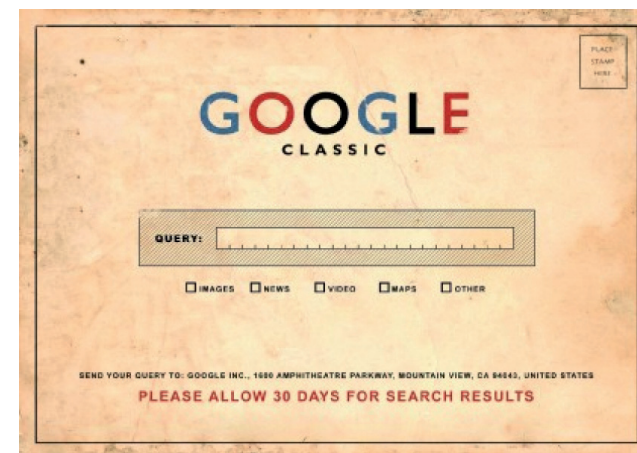 PLACE
STAMP
HERE
GOOGLE
CLASSIC
QUERY:
IMAGES NEWS VIDEO MAPS OTHER
SEND YOUR QUERY TO: GOOGLE INC., 1600 AMPHITHEATRE PARKWAY, MOUNTAIN VIEW, CA 94043, UNITED STATES
PLEASE ALLOW 30 DAYS FOR SEARCH RESULTS